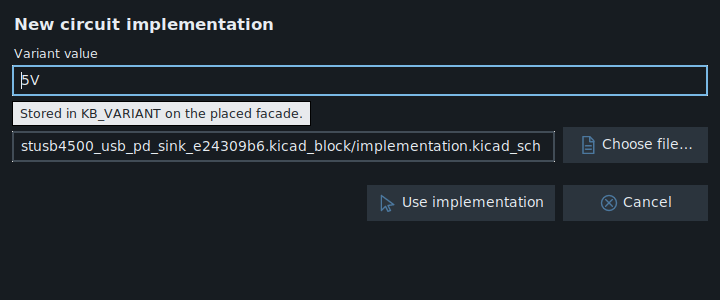 New circuit implementation
Variant value
5V
Stored in KB_VARIANT on the placed facade.
stusb4500_usb_pd_sink_e24309b6.kicad_block/implementation.kicad_sch
Choose file...
Use implementation
Cancel